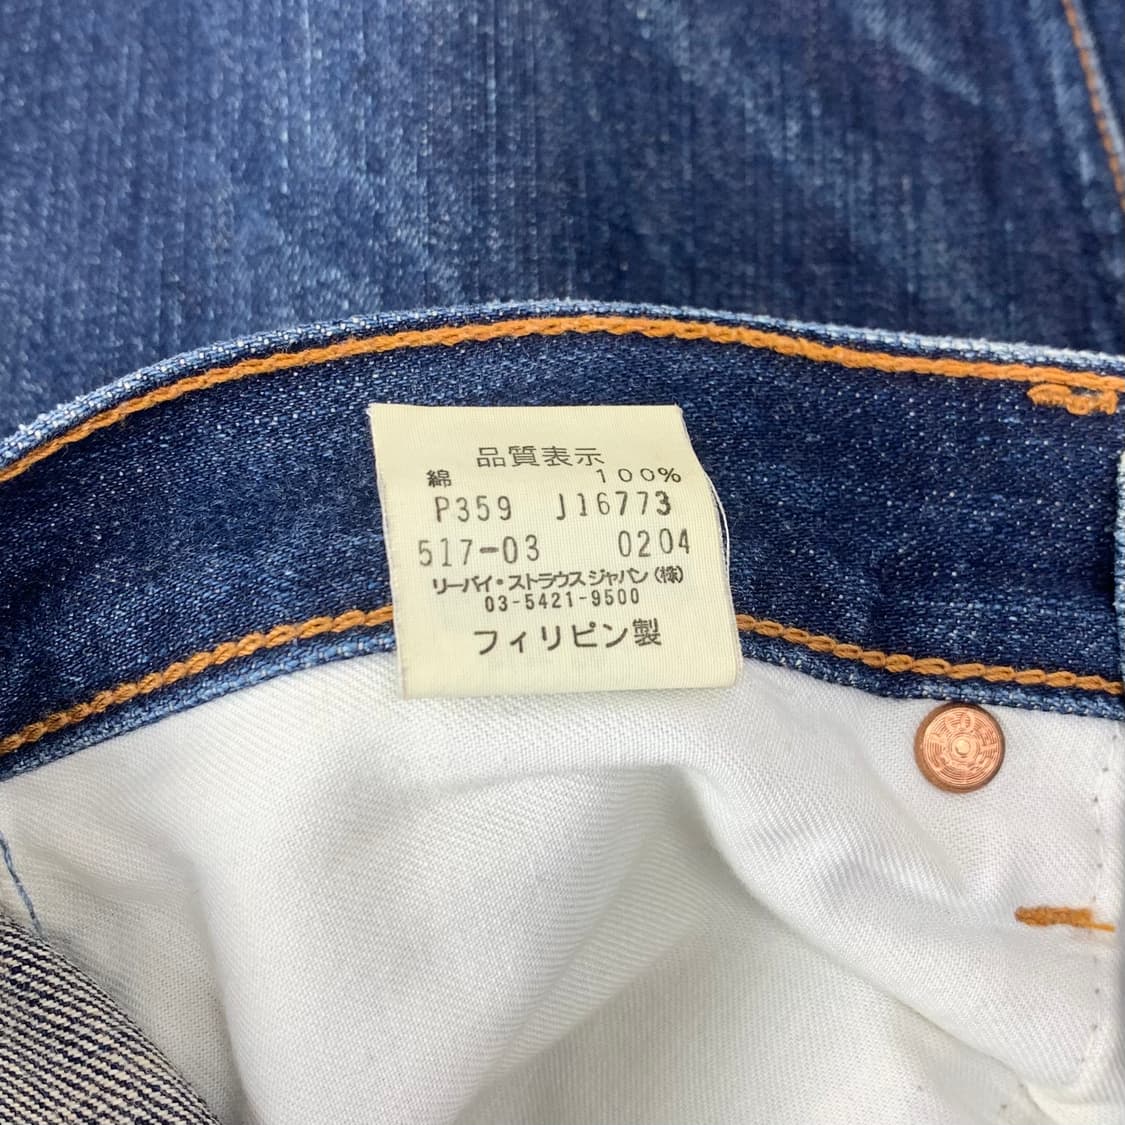 品質表示
綿 100%
P359 J16773
517-03 0204
リーバイ・ストラウスジャパン(株)
03-5421-9500
フィリピン製